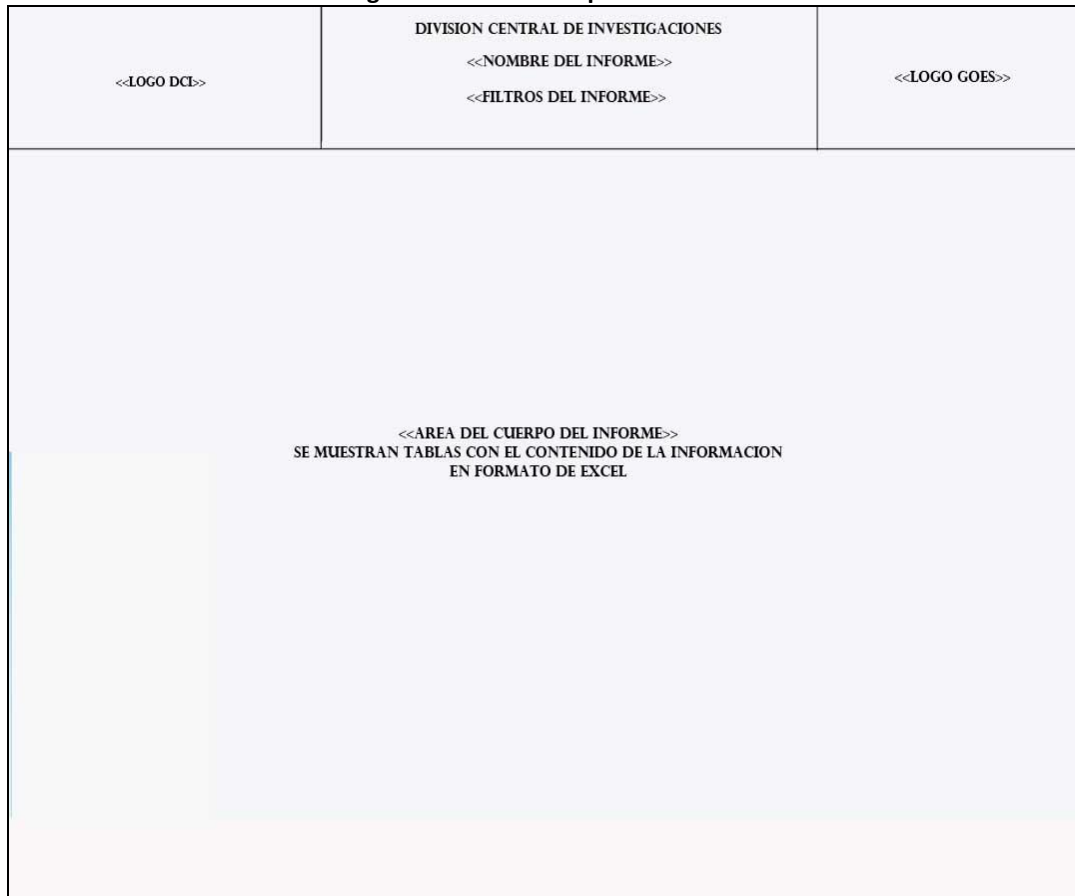 DIVISION CENTRAL DE INVESTIGACIONES
<<NOMBRE DEL INFORME>>
<<FILTROS DEL INFORME>>
<<LOGO DCI>>
<<LOGO GOES>>
<<AREA DEL CUERPO DEL INFORME>>
SE MUESTRAN TABLAS CON EL CONTENIDO DE LA INFORMACION
EN FORMATO DE EXCEL